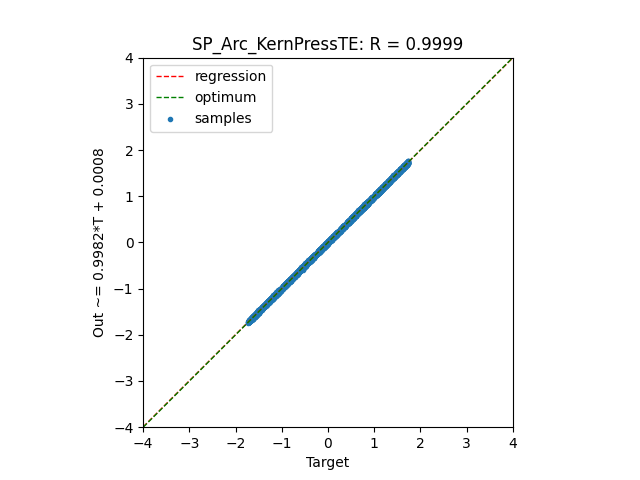 SP_Arc_KernPressTE: R = 0.9999
regression
optimum
samples
Out ~= 0.9982*T + 0.0008
4
3
2
1
0
−1
−2
−3
−4
−4 −3 −2 −1 0 1 2 3 4
Target